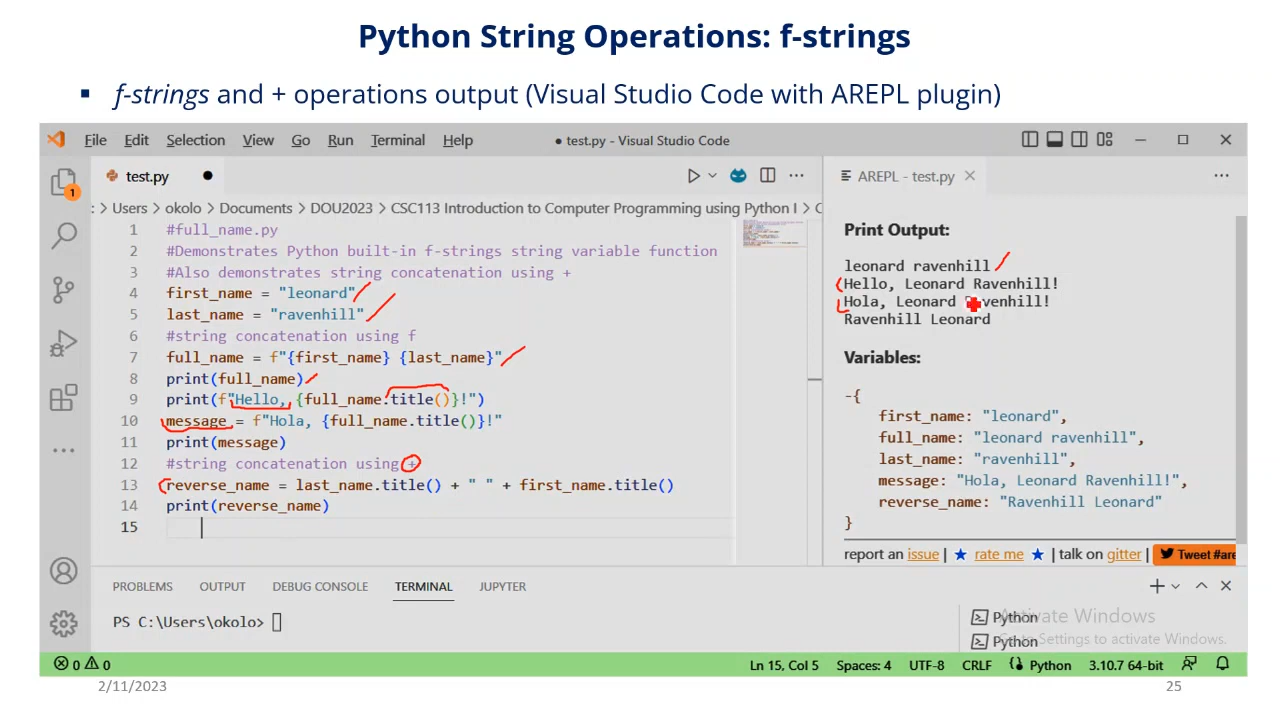 Python String Operations: f-strings
▪ f-strings and + operations output (Visual Studio Code with AREPL plugin)
File Edit Selection View Go Run Terminal Help ● test.py - Visual Studio Code
test.py ●
AREPL - test.py ×
: > Users > okolo > Documents > DOU2023 > CSC113 Introduction to Computer Programming using Python I > C
1 #full_name.py
2 #Demonstrates Python built-in f-strings string variable function
3 #Also demonstrates string concatenation using +
4 first_name = "leonard"
5 last_name = "ravenhill"
6 #string concatenation using f
7 full_name = f"{first_name} {last_name}"
8 print(full_name)
9 print(f"Hello, {full_name.title()}!")
10 message = f"Hola, {full_name.title()}!"
11 print(message)
12 #string concatenation using +
13 reverse_name = last_name.title() + " " + first_name.title()
14 print(reverse_name)
15
Print Output:
leonard ravenhill
Hello, Leonard Ravenhill!
Hola, Leonard Ravenhill!
Ravenhill Leonard
Variables:
-{
first_name: "leonard",
full_name: "leonard ravenhill",
last_name: "ravenhill",
message: "Hola, Leonard Ravenhill!",
reverse_name: "Ravenhill Leonard"
}
report an issue | ★ rate me ★ | talk on gitter | Tweet #are
PROBLEMS OUTPUT DEBUG CONSOLE TERMINAL JUPYTER
PS C:\Users\okolo>
Python
Python
Activate Windows
Go to Settings to activate Windows.
0 0 Ln 15, Col 5 Spaces: 4 UTF-8 CRLF Python 3.10.7 64-bit
1
2/11/2023
25